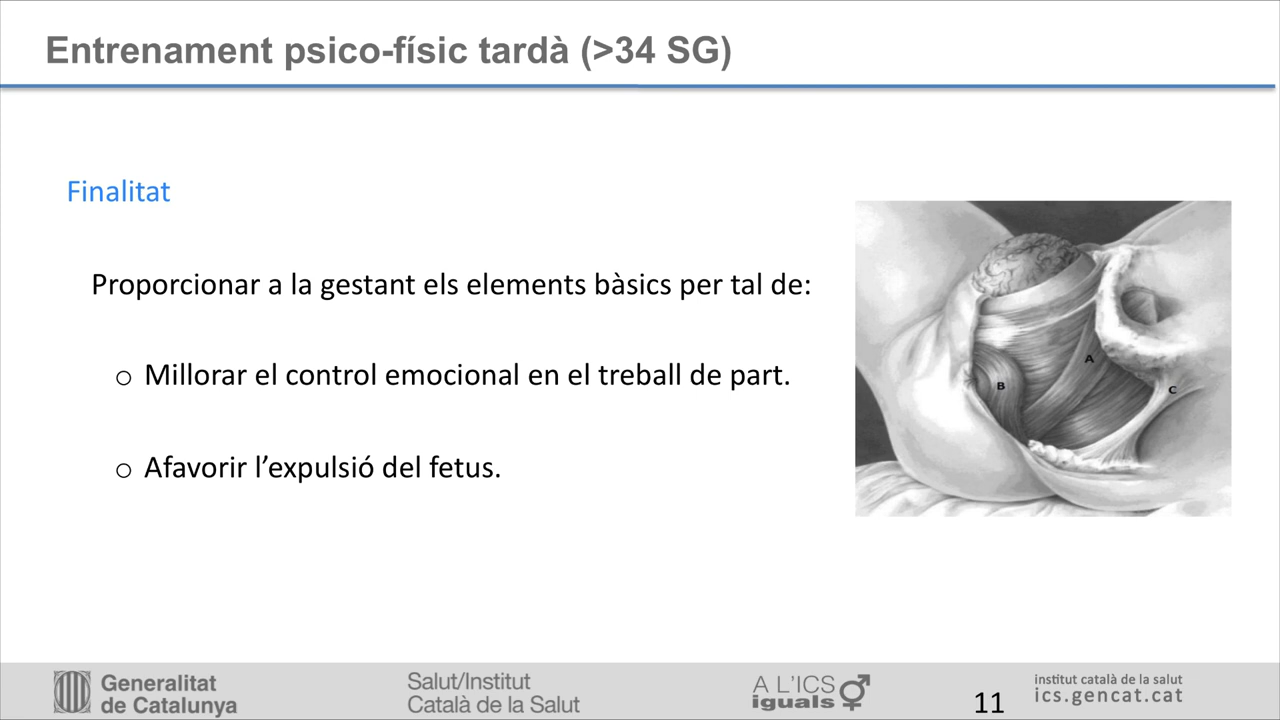 Entrenament psico-físic tardà (>34 SG)
Finalitat
Proporcionar a la gestant els elements bàsics per tal de:
o Millorar el control emocional en el treball de part.
o Afavorir l’expulsió del fetus.
A
B
C
Generalitat
de Catalunya
Salut/Institut
Català de la Salut
A L'ICS
iguals
11
institut català de la salut
ics.gencat.cat